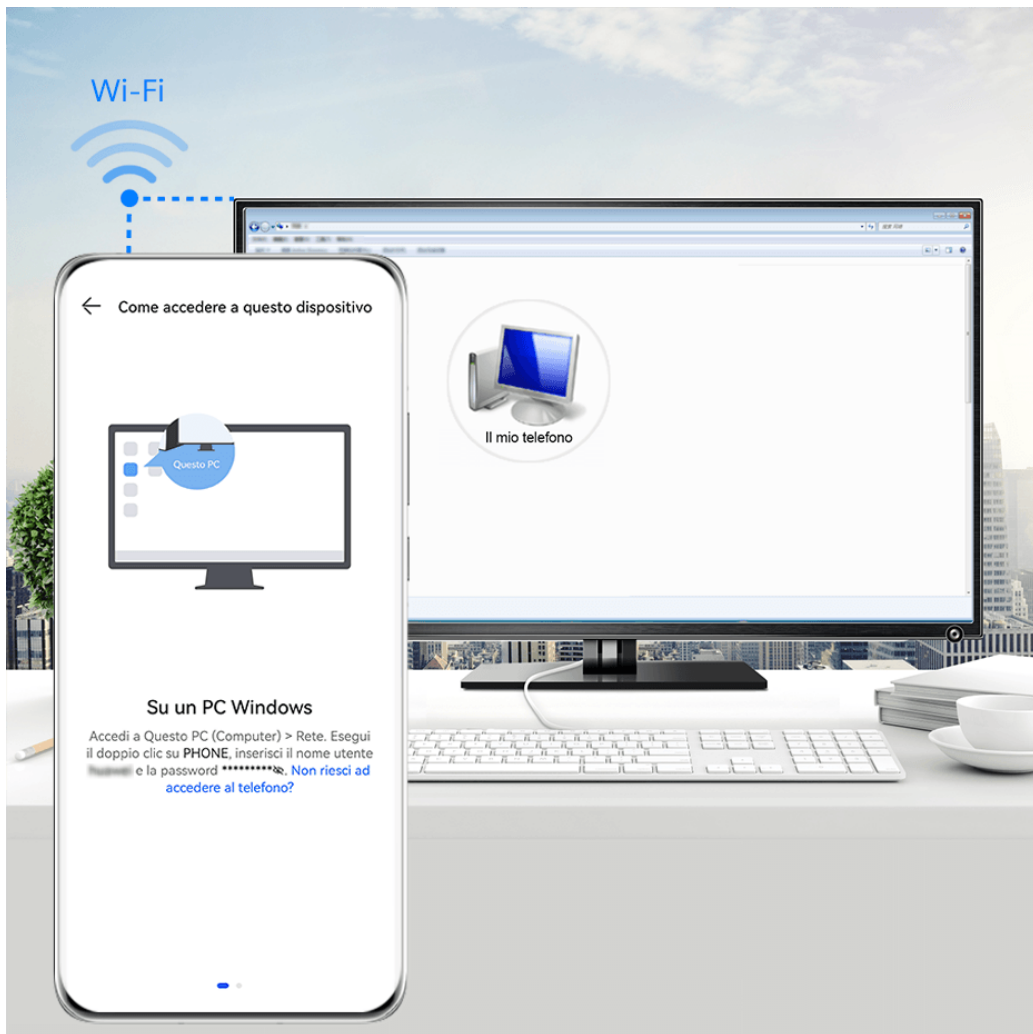 Wi-Fi
Come accedere a questo dispositivo
Questo PC
Il mio telefono
Su un PC Windows
Accedi a Questo PC (Computer) > Rete. Esegui
il doppio clic su PHONE, inserisci il nome utente
e la password *********. Non riesci ad
accedere al telefono?